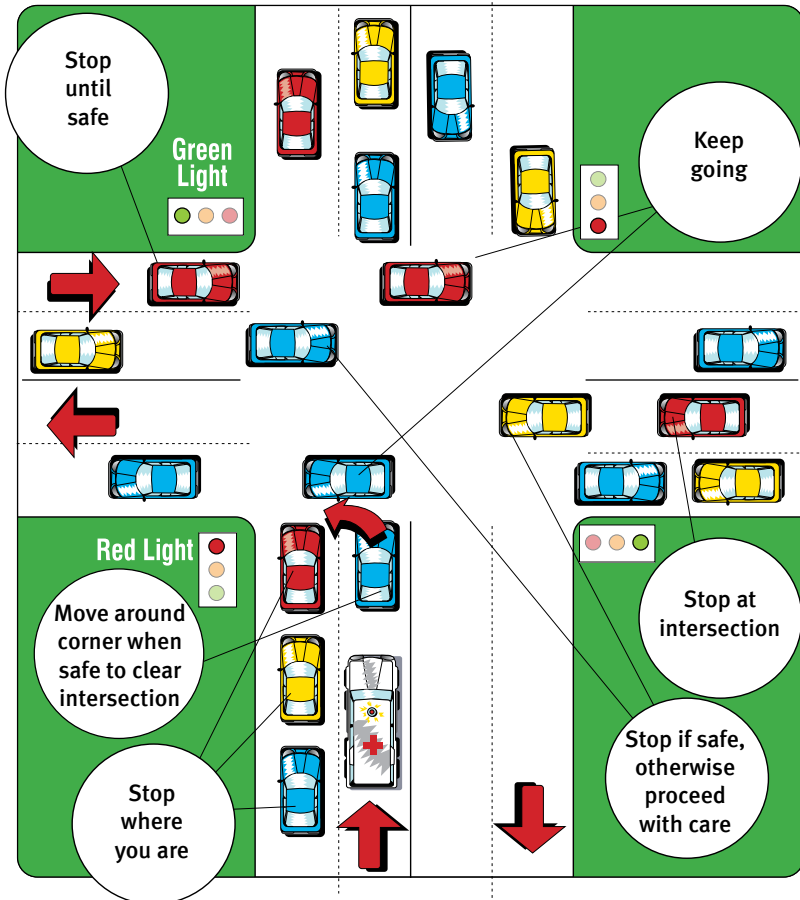 Stop
until
safe
Green
Light
Keep
going
Red Light
Move around
corner when
safe to clear
intersection
Stop at
intersection
Stop if safe,
otherwise
proceed
with care
Stop
where
you are